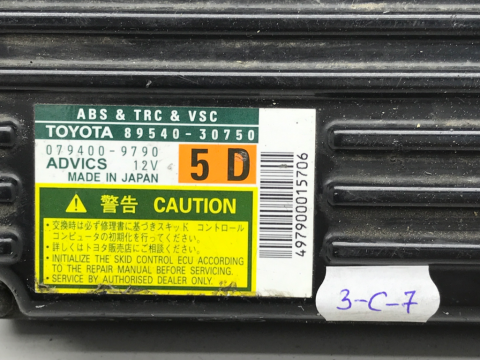 ABS & TRC & VSC
TOYOTA 89540-30750
079400-9790
ADVICS 12V
MADE IN JAPAN
5 D
⚠ 警告 CAUTION
・交換時は必ず修理書に基づきスキッド コントロール
コンピュータの初期化を行ってください。
・詳しくはトヨタ販売店にご相談ください。
・INITIALIZE THE SKID CONTROL ECU ACCORDING
TO THE REPAIR MANUAL BEFORE SERVICING.
・SERVICE BY AUTHORISED DEALER ONLY.
497900015706
3-C-7